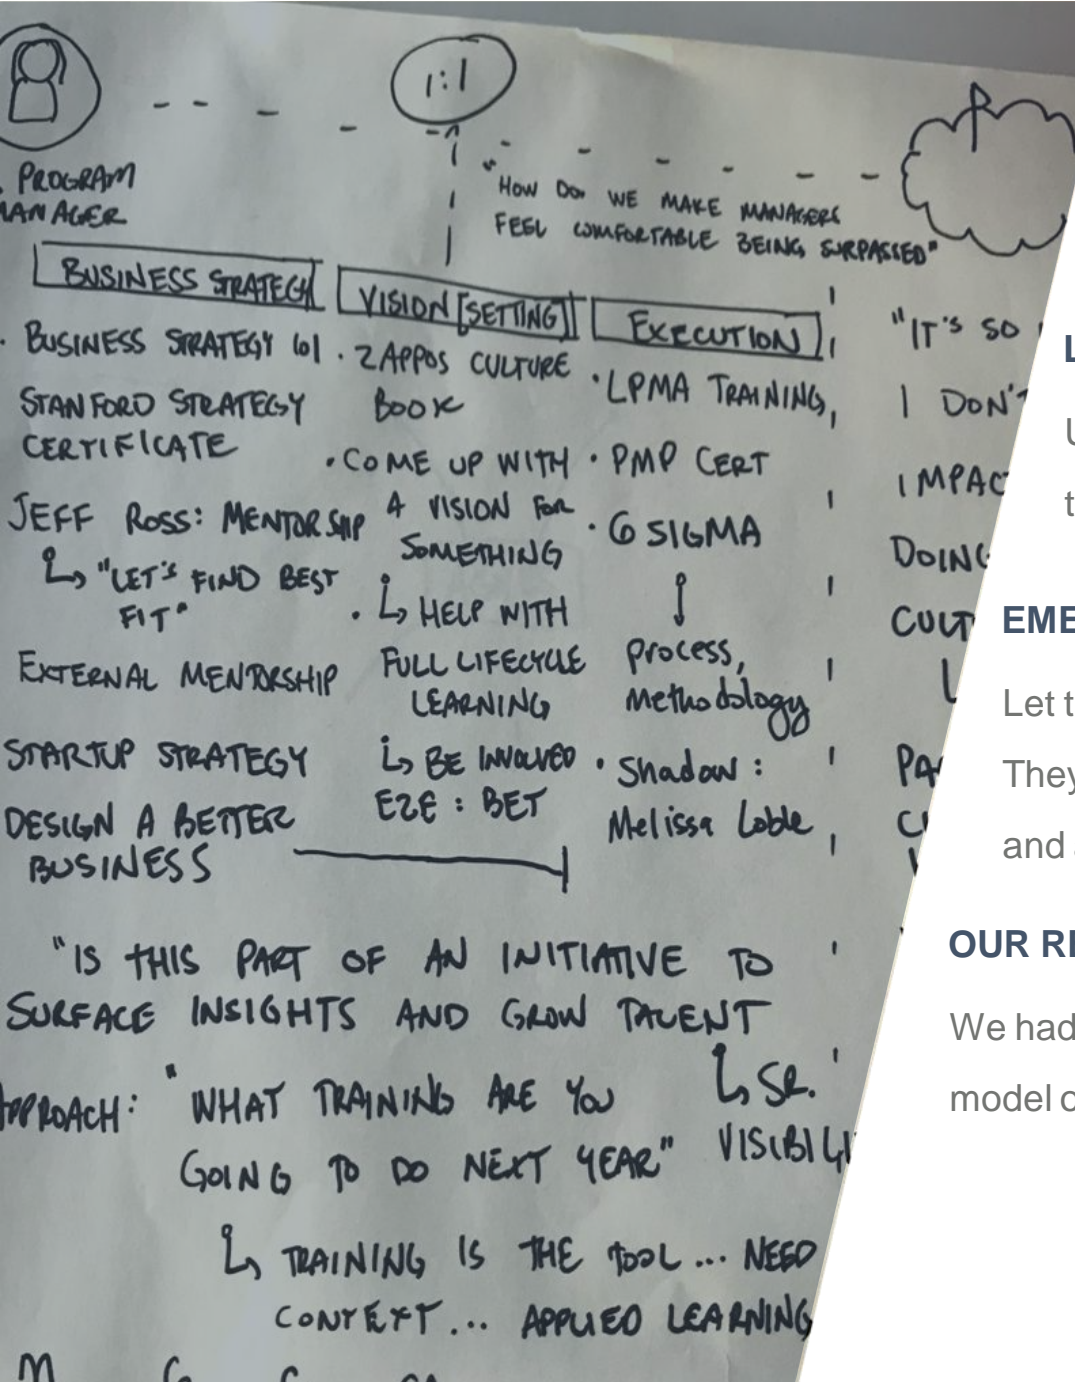 1:1
PROGRAM
MANAGER
"HOW DO WE MAKE MANAGERS
FEEL COMFORTABLE BEING SURPASSED"
BUSINESS STRATEGY
BUSINESS STRATEGY 101
STANFORD STRATEGY
CERTIFICATE
JEFF ROSS: MENTORSHIP
"LET'S FIND BEST
FIT"
EXTERNAL MENTORSHIP
STARTUP STRATEGY
DESIGN A BETTER
BUSINESS
VISION [SETTING]
· ZAPPOS CULTURE
BOOK
· COME UP WITH
A VISION FOR
SOMETHING
· HELP WITH
FULL LIFECYCLE
LEARNING
BE INVOLVED
E2E: BET
EXECUTION
· LPMA TRAINING
· PMP CERT
· 6 SIGMA
Process,
Methodology
· Shadow:
Melissa Loble
"IT'S SO
I DON'T
IMPAC
DOING
CULT
PA
"IS THIS PART OF AN INITIATIVE TO
SURFACE INSIGHTS AND GROW TALENT
SR.
VISIBILI
APPROACH: "WHAT TRAINING ARE YOU
GOING TO DO NEXT YEAR"
TRAINING IS THE TOOL... NEED
CONTEXT... APPLIED LEARNING
L
U
t
EME
Let t
They
and
OUR RE
We had
model o